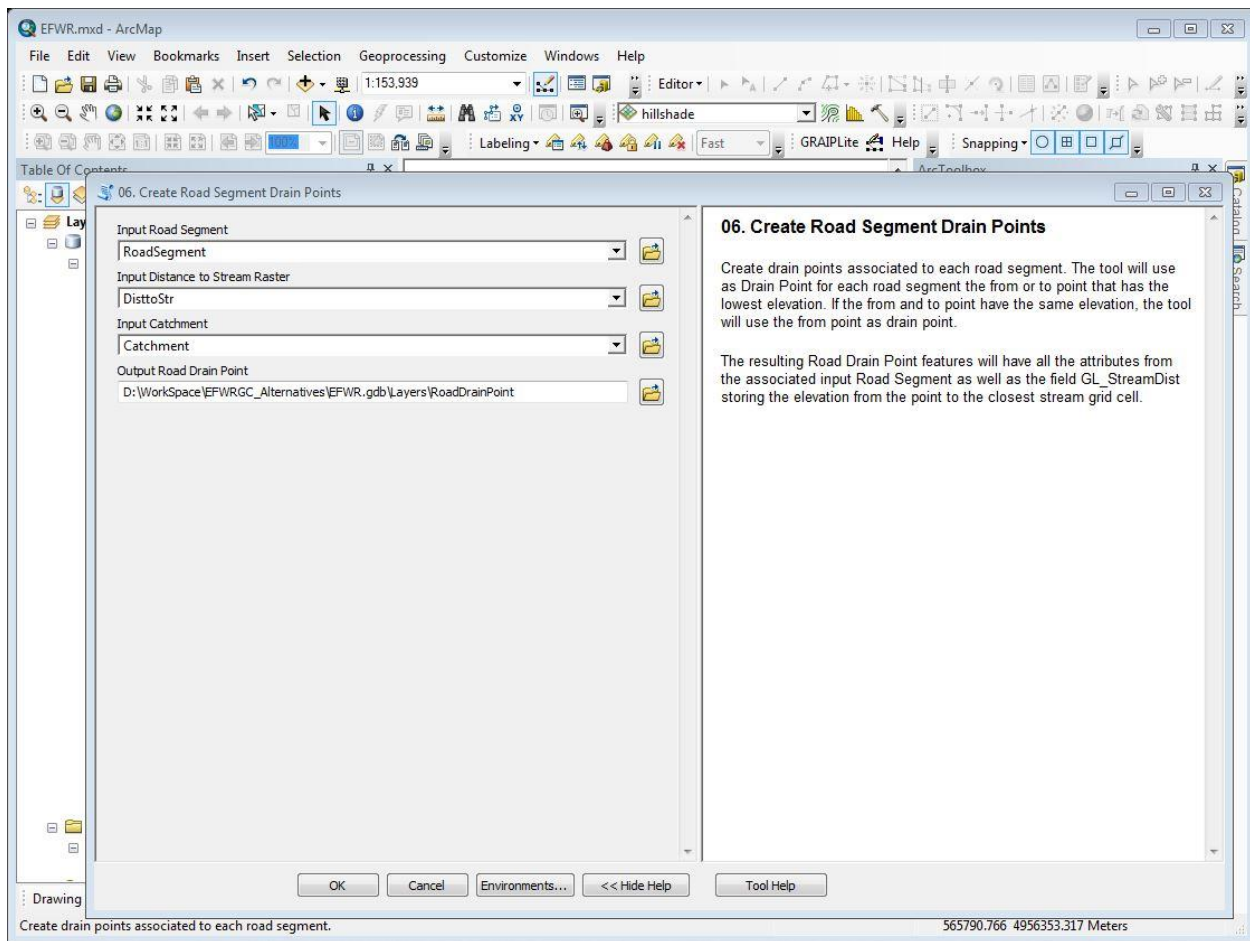 EFWR.mxd - ArcMap
File Edit View Bookmarks Insert Selection Geoprocessing Customize Windows Help
1:153,939 Editor
hillshade
100% Labeling Fast GRAIPLite Help Snapping
Table Of Contents ArcToolbox
Catalog
Search
06. Create Road Segment Drain Points
Lay
Input Road Segment
RoadSegment
Input Distance to Stream Raster
DisttoStr
Input Catchment
Catchment
Output Road Drain Point
D:\WorkSpace\EFWRGC_Alternatives\EFWR.gdb\Layers\RoadDrainPoint
06. Create Road Segment Drain Points
Create drain points associated to each road segment. The tool will use
as Drain Point for each road segment the from or to point that has the
lowest elevation. If the from and to point have the same elevation, the tool
will use the from point as drain point.
The resulting Road Drain Point features will have all the attributes from
the associated input Road Segment as well as the field GL_StreamDist
storing the elevation from the point to the closest stream grid cell.
OK Cancel Environments... << Hide Help Tool Help
Drawing
Create drain points associated to each road segment. 565790.766 4956353.317 Meters